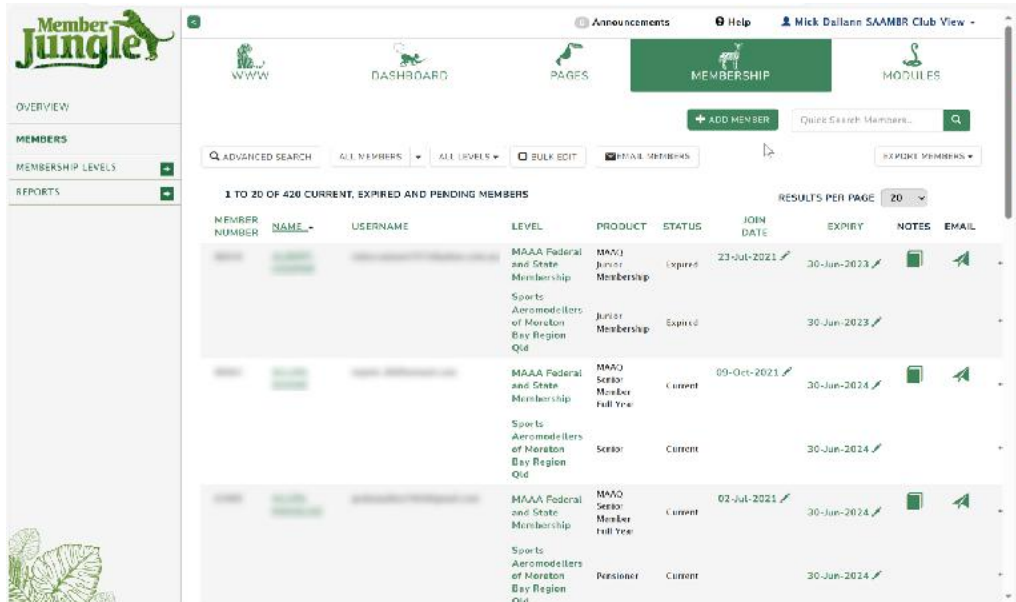 Member
Jungle
0 Announcements
Help
Mick Dallann SAAMBR Club View
WWW
DASHBOARD
PAGES
MEMBERSHIP
MODULES
OVERVIEW
MEMBERS
MEMBERSHIP LEVELS
REPORTS
+ ADD MEMBER
Quick Search Members..
ADVANCED SEARCH
ALL MEMBERS
ALL LEVELS
BULK EDIT
EMAIL MEMBERS
EXPORT MEMBERS
1 TO 20 OF 420 CURRENT, EXPIRED AND PENDING MEMBERS
RESULTS PER PAGE 20
MEMBER NUMBER
NAME
USERNAME
LEVEL
PRODUCT
STATUS
JOIN DATE
EXPIRY
NOTES
EMAIL
MAAA Federal
and State
Membership
MAAQ
Junior
Membership
Expired
23-Jul-2021
30-Jun-2023
Sports
Aeromodellers
of Moreton
Bay Region
Qld
Junior
Membership
Expired
30-Jun-2023
MAAA Federal
and State
Membership
MAAQ
Senior
Member
Full Year
Current
09-Oct-2021
30-Jun-2024
Sports
Aeromodellers
of Moreton
Bay Region
Qld
Senior
Current
30-Jun-2024
MAAA Federal
and State
Membership
MAAQ
Senior
Member
Full Year
Current
02-Jul-2021
30-Jun-2024
Sports
Aeromodellers
of Moreton
Bay Region
Qld
Pensioner
Current
30-Jun-2024